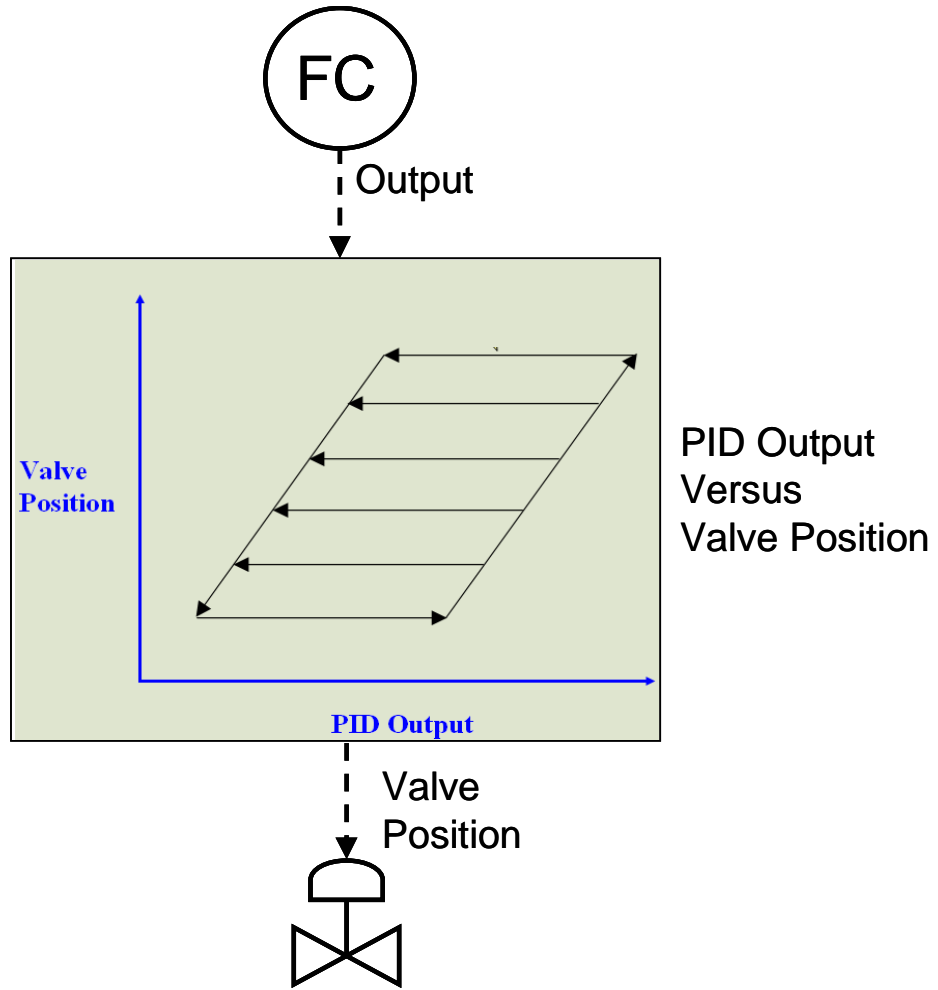 FC
Output
Valve
Position
PID Output
PID Output
Versus
Valve Position
Valve
Position